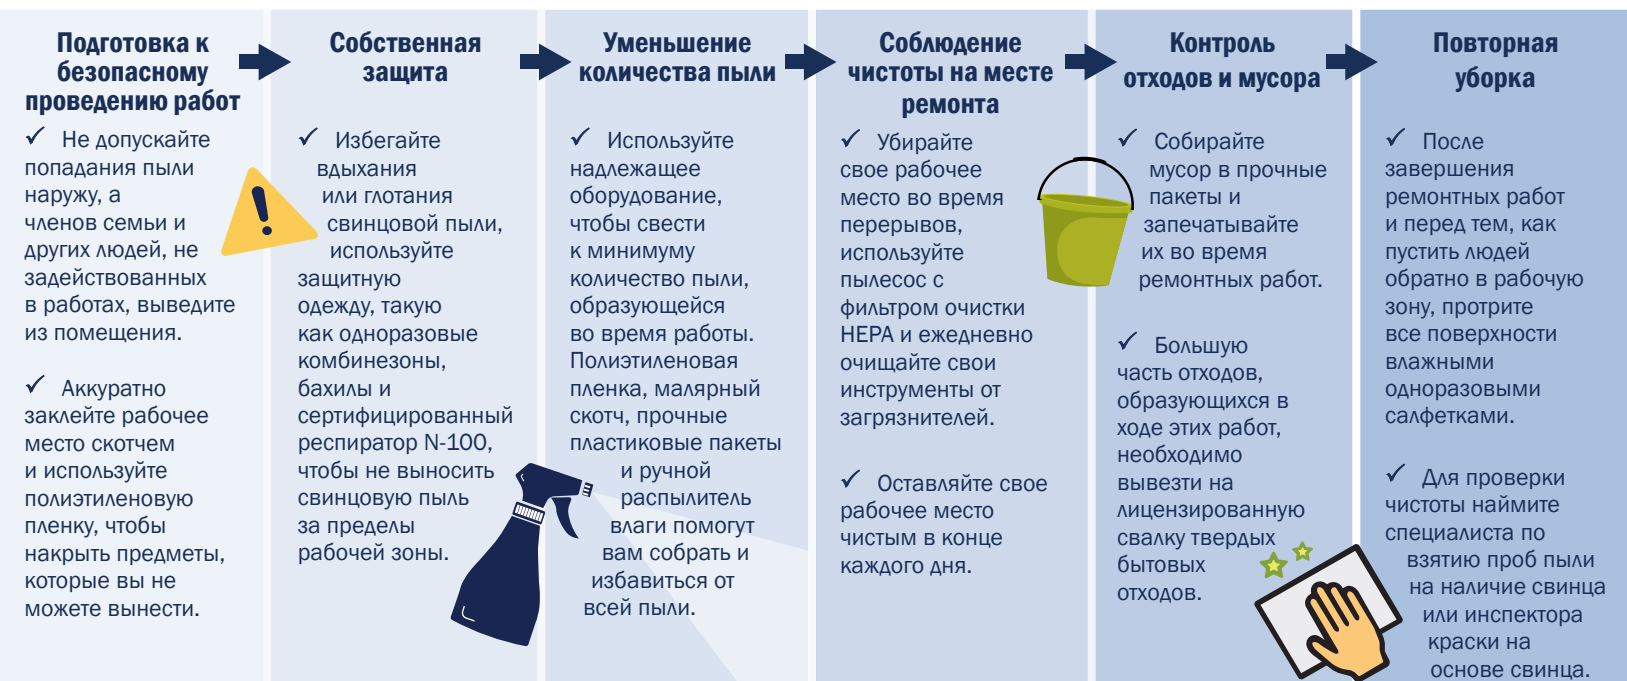 Подготовка к
безопасному
проведению работ
✓ Не допускайте
попадания пыли
наружу, а
членов семьи и
других людей, не
задействованных
в работах, выведите
из помещения.
✓ Аккуратно
заклейте рабочее
место скотчем
и используйте
полиэтиленовую
пленку, чтобы
накрыть предметы,
которые вы не
можете вынести.
Собственная
защита
✓ Избегайте
вдыхания
или глотания
свинцовой пыли,
используйте
защитную
одежду, такую
как одноразовые
комбинезоны,
бахилы и
сертифицированный
респиратор N-100,
чтобы не выносить
свинцовую пыль
за пределы
рабочей зоны.
Уменьшение
количества пыли
✓ Используйте
надлежащее
оборудование,
чтобы свести
к минимуму
количество пыли,
образующейся
во время работы.
Полиэтиленовая
пленка, малярный
скотч, прочные
пластиковые пакеты
и ручной
распылитель
влаги помогут
вам собрать и
избавиться от
всей пыли.
Соблюдение
чистоты на месте
ремонта
✓ Убирайте
свое рабочее
место во время
перерывов,
используйте
пылесос с
фильтром очистки
HEPA и ежедневно
очищайте свои
инструменты от
загрязнителей.
✓ Оставляйте свое
рабочее место
чистым в конце
каждого дня.
Контроль
отходов и мусора
✓ Собирайте
мусор в прочные
пакеты и
запечатывайте
их во время
ремонтных работ.
✓ Большую
часть отходов,
образующихся в
ходе этих работ,
необходимо
вывезти на
лицензированную
свалку твердых
бытовых
отходов.
Повторная
уборка
✓ После
завершения
ремонтных работ
и перед тем, как
пустить людей
обратно в рабочую
зону, протрите
все поверхности
влажными
одноразовыми
салфетками.
✓ Для проверки
чистоты наймите
специалиста по
взятию проб пыли
на наличие свинца
или инспектора
краски на
основе свинца.